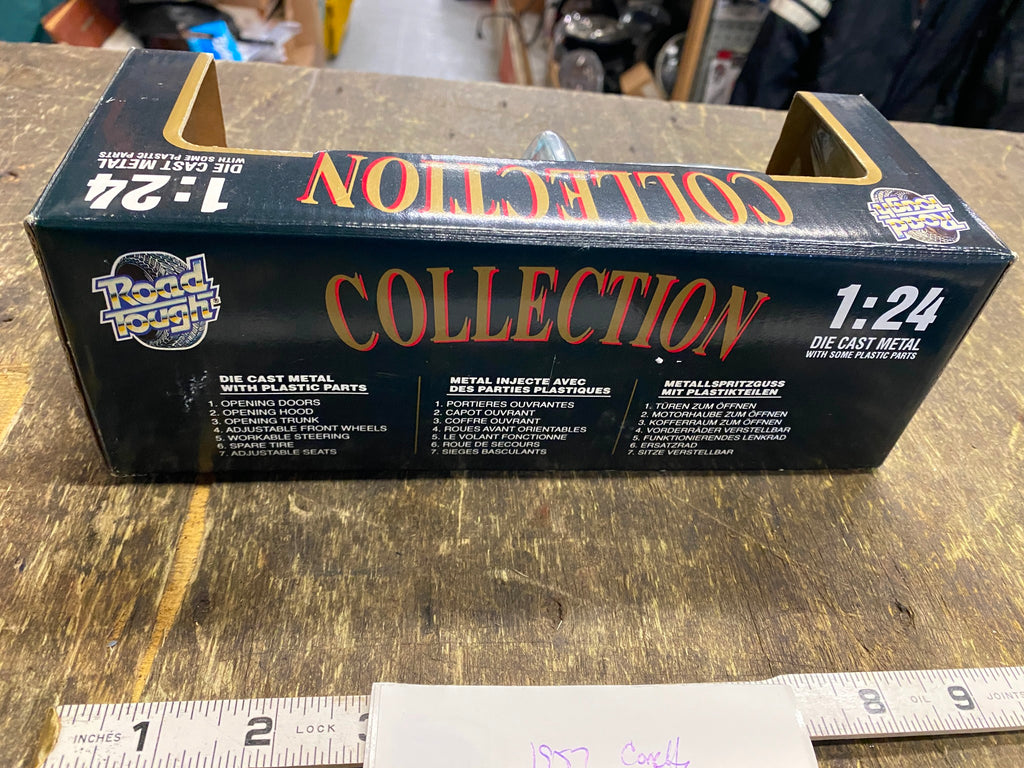 1:24
DIE CAST METAL
WITH SOME PLASTIC PARTS
COLLECTION
Road
Tough
Road
Tough
COLLECTION
1:24
DIE CAST METAL
WITH SOME PLASTIC PARTS
DIE CAST METAL
WITH PLASTIC PARTS
1. OPENING DOORS
2. OPENING HOOD
3. OPENING TRUNK
4. ADJUSTABLE FRONT WHEELS
5. WORKABLE STEERING
6. SPARE TIRE
7. ADJUSTABLE SEATS
METAL INJECTE AVEC
DES PARTIES PLASTIQUES
1. PORTIERES OUVRANTES
2. CAPOT OUVRANT
3. COFFRE OUVRANT
4. ROUES AVANT ORIENTABLES
5. LE VOLANT FONCTIONNE
6. ROUE DE SECOURS
7. SIEGES BASCULANTS
METALLSPRITZGUSS
MIT PLASTIKTEILEN
1. TÜREN ZUM ÖFFNEN
2. MOTORHAUBE ZUM ÖFFNEN
3. KOFFERRAUM ZUM ÖFFNEN
4. VORDERRÄDER VERSTELLBAR
5. FUNKTIONIERENDES LENKRAD
6. ERSATZRAD
7. SITZE VERSTELLBAR
INCHES 1 2 LOCK 8 OIL 9 JOINTS
1957